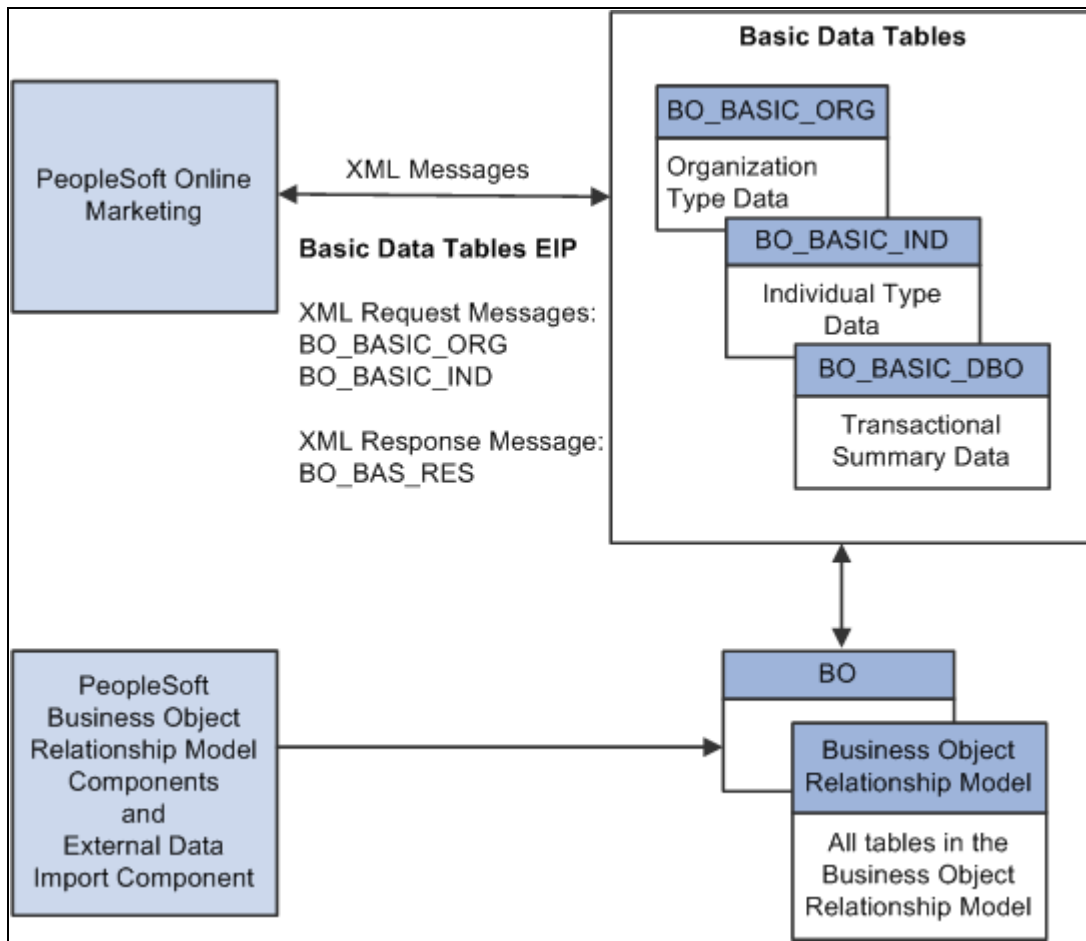 Basic Data Tables
BO_BASIC_ORG
Organization
Type Data
BO_BASIC_IND
Individual Type
Data
BO_BASIC_DBO
Transactional
Summary Data
PeopleSoft Online
Marketing
XML Messages
Basic Data Tables EIP
XML Request Messages:
BO_BASIC_ORG
BO_BASIC_IND
XML Response Message:
BO_BAS_RES
PeopleSoft
Business Object
Relationship Model
Components
and
External Data
Import Component
BO
Business Object
Relationship Model
All tables in the
Business Object
Relationship Model